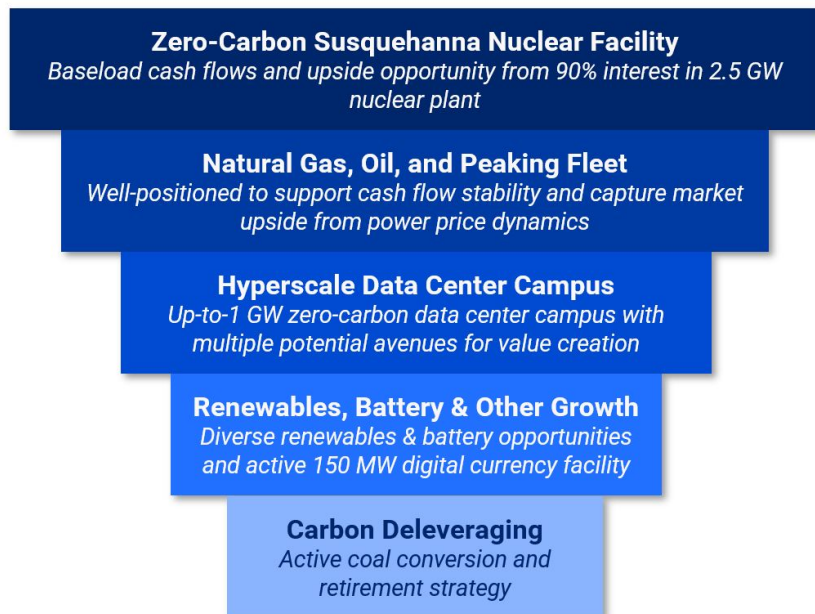 Zero-Carbon Susquehanna Nuclear Facility
Baseload cash flows and upside opportunity from 90% interest in 2.5 GW
nuclear plant
Natural Gas, Oil, and Peaking Fleet
Well-positioned to support cash flow stability and capture market
upside from power price dynamics
Hyperscale Data Center Campus
Up-to-1 GW zero-carbon data center campus with
multiple potential avenues for value creation
Renewables, Battery & Other Growth
Diverse renewables & battery opportunities
and active 150 MW digital currency facility
Carbon Deleveraging
Active coal conversion and
retirement strategy